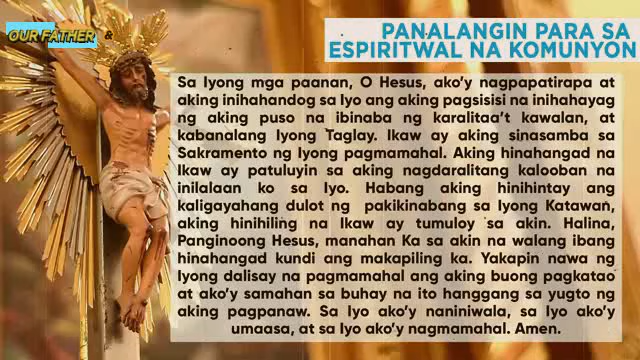 OUR FATHER &
PANALANGIN PARA SA
ESPIRITWAL NA KOMUNYON
Sa Iyong mga paanan, O Hesus, ako'y nagpapatirapa at
aking inihahandog sa Iyo ang aking pagsisisi na inihahayag
ng aking puso na ibinaba ng karalitaa't kawalan, at
kabanalang Iyong Taglay. Ikaw ay aking sinasamba sa
Sakramento ng Iyong pagmamahal. Aking hinahangad na
Ikaw ay patuluyin sa aking nagdaralitang kalooban na
inilalaan ko sa Iyo. Habang aking hinihintay ang
kaligayahang dulot ng pakikinabang sa Iyong Katawan,
aking hinihiling na Ikaw ay tumuloy sa akin. Halina,
Panginoong Hesus, manahan Ka sa akin na walang ibang
hinahangad kundi ang makapiling ka. Yakapin nawa ng
Iyong dalisay na pagmamahal ang aking buong pagkatao
at ako'y samahan sa buhay na ito hanggang sa yugto ng
aking pagpanaw. Sa Iyo ako'y naniniwala, sa Iyo ako'y
umaasa, at sa Iyo ako'y nagmamahal. Amen.